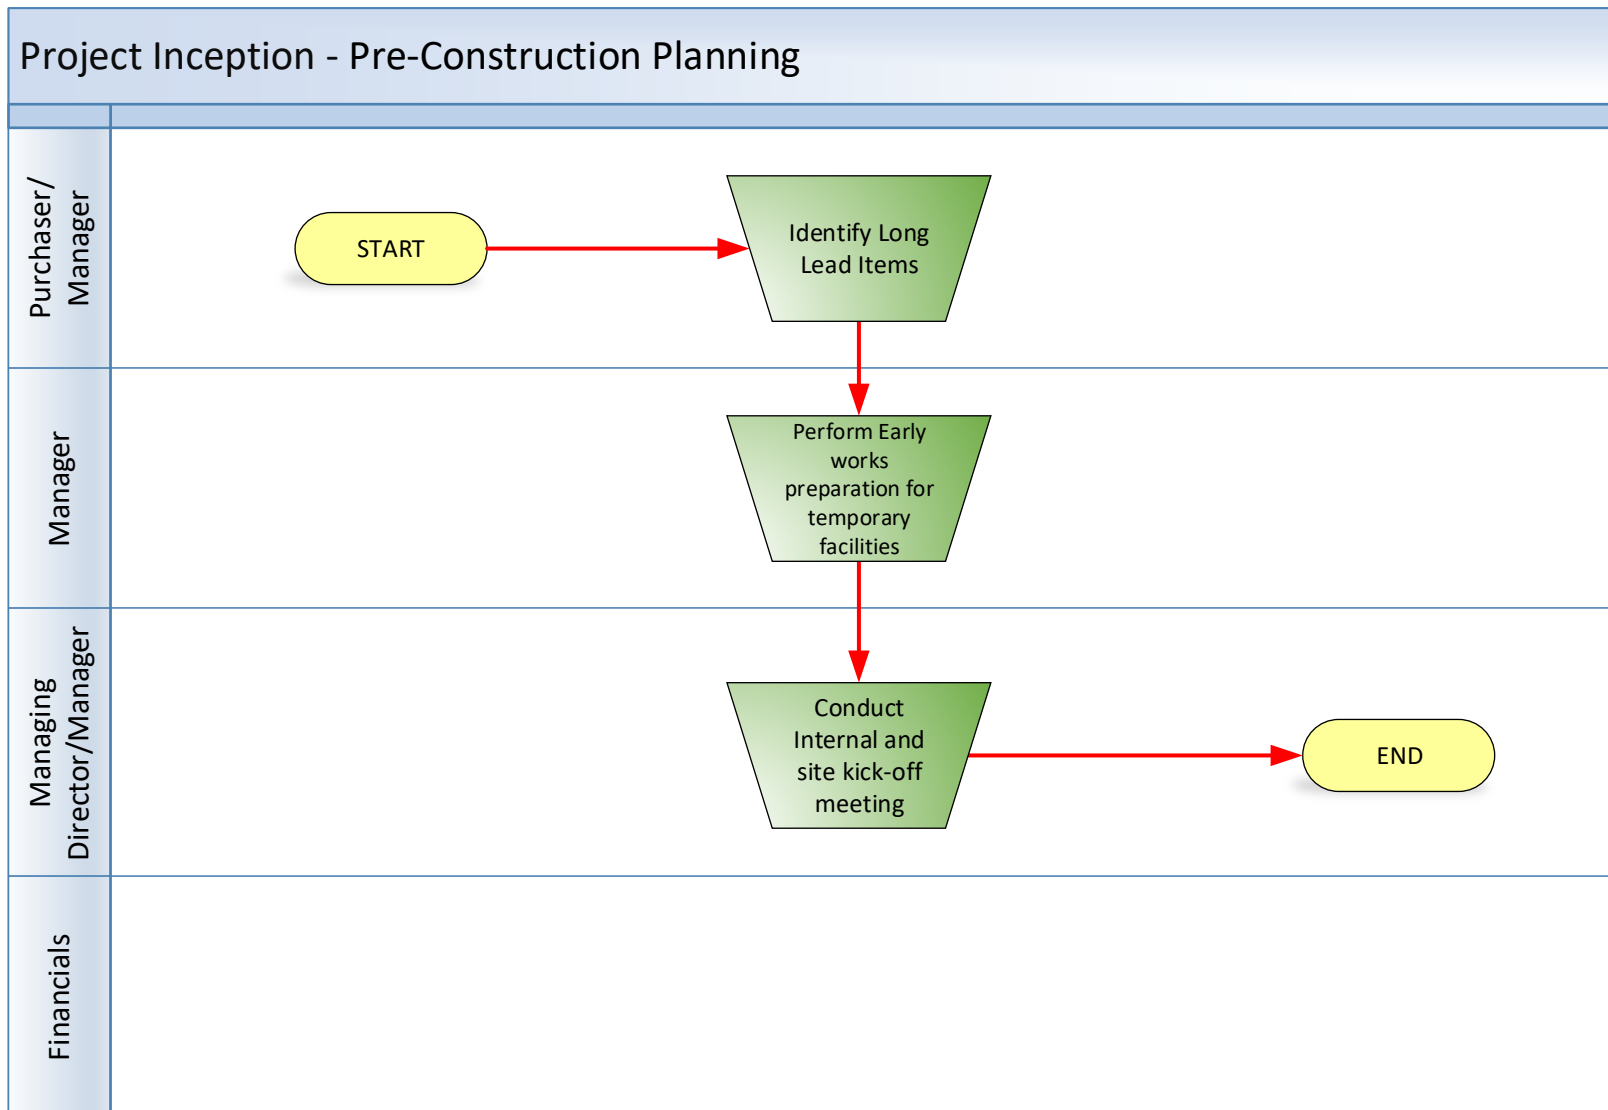 Project Inception - Pre-Construction Planning
Purchaser/
Manager
START
Identify Long
Lead Items
Manager
Perform Early
works
preparation for
temporary
facilities
Managing
Director/Manager
Conduct
Internal and
site kick-off
meeting
END
Financials